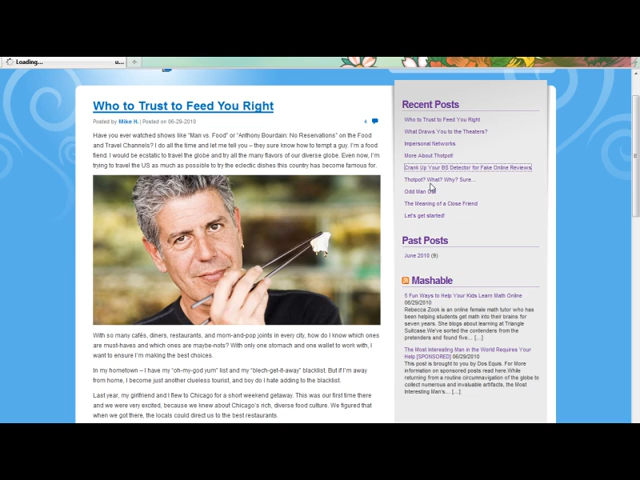 Loading...
Who to Trust to Feed You Right
Posted by Mike H. | Posted on 06-29-2010
4
Have you ever watched shows like "Man vs. Food" or "Anthony Bourdain: No Reservations" on the Food
and Travel Channels? I do all the time and let me tell you – they sure know how to tempt a guy. I'm a food
fiend. I would be ecstatic to travel the globe and try all the many flavors of our diverse globe. Even now, I'm
trying to travel the US as much as possible to try the eclectic dishes this country has become famous for.
With so many cafés, diners, restaurants, and mom-and-pop joints in every city, how do I know which ones
are must-haves and which ones are maybe-nots? With only one stomach and one wallet to work with, I
want to ensure I'm making the best choices.
In my hometown – I have my "oh-my-god yum" list and my "blech-get-it-away" blacklist. But if I'm away
from home, I become just another clueless tourist, and boy do I hate adding to the blacklist.
Last year, my girlfriend and I flew to Chicago for a short weekend getaway. This was our first time there
and we were very excited, because we knew about Chicago's rich, diverse food culture. We figured that
when we got there, the locals could direct us to the best restaurants
Recent Posts
Who to Trust to Feed You Right
What Draws You to the Theaters?
Impersonal Networks
More About Thotpot!
Crank Up Your BS Detector for Fake Online Reviews
Thotpot? What? Why? Sure...
Odd Man
The Meaning of a Close Friend
Let's get started!
Past Posts
June 2010 (9)
Mashable
5 Fun Ways to Help Your Kids Learn Math Online
06/29/2010
Rebecca Zook is an online female math tutor who has
been helping students get math into their brains for
seven years. She blogs about learning at Triangle
Suitcase. We've sorted the contenders from the
pretenders and found five… [...]
The Most Interesting Man in the World Requires Your
Help [SPONSORED] 06/29/2010
This post is brought to you by Dos Equis. For More
information on sponsored posts read here. While
returning from a routine circumnavigation of the globe to
collect numerous and invaluable artifacts, the Most
Interesting Man's… [...]